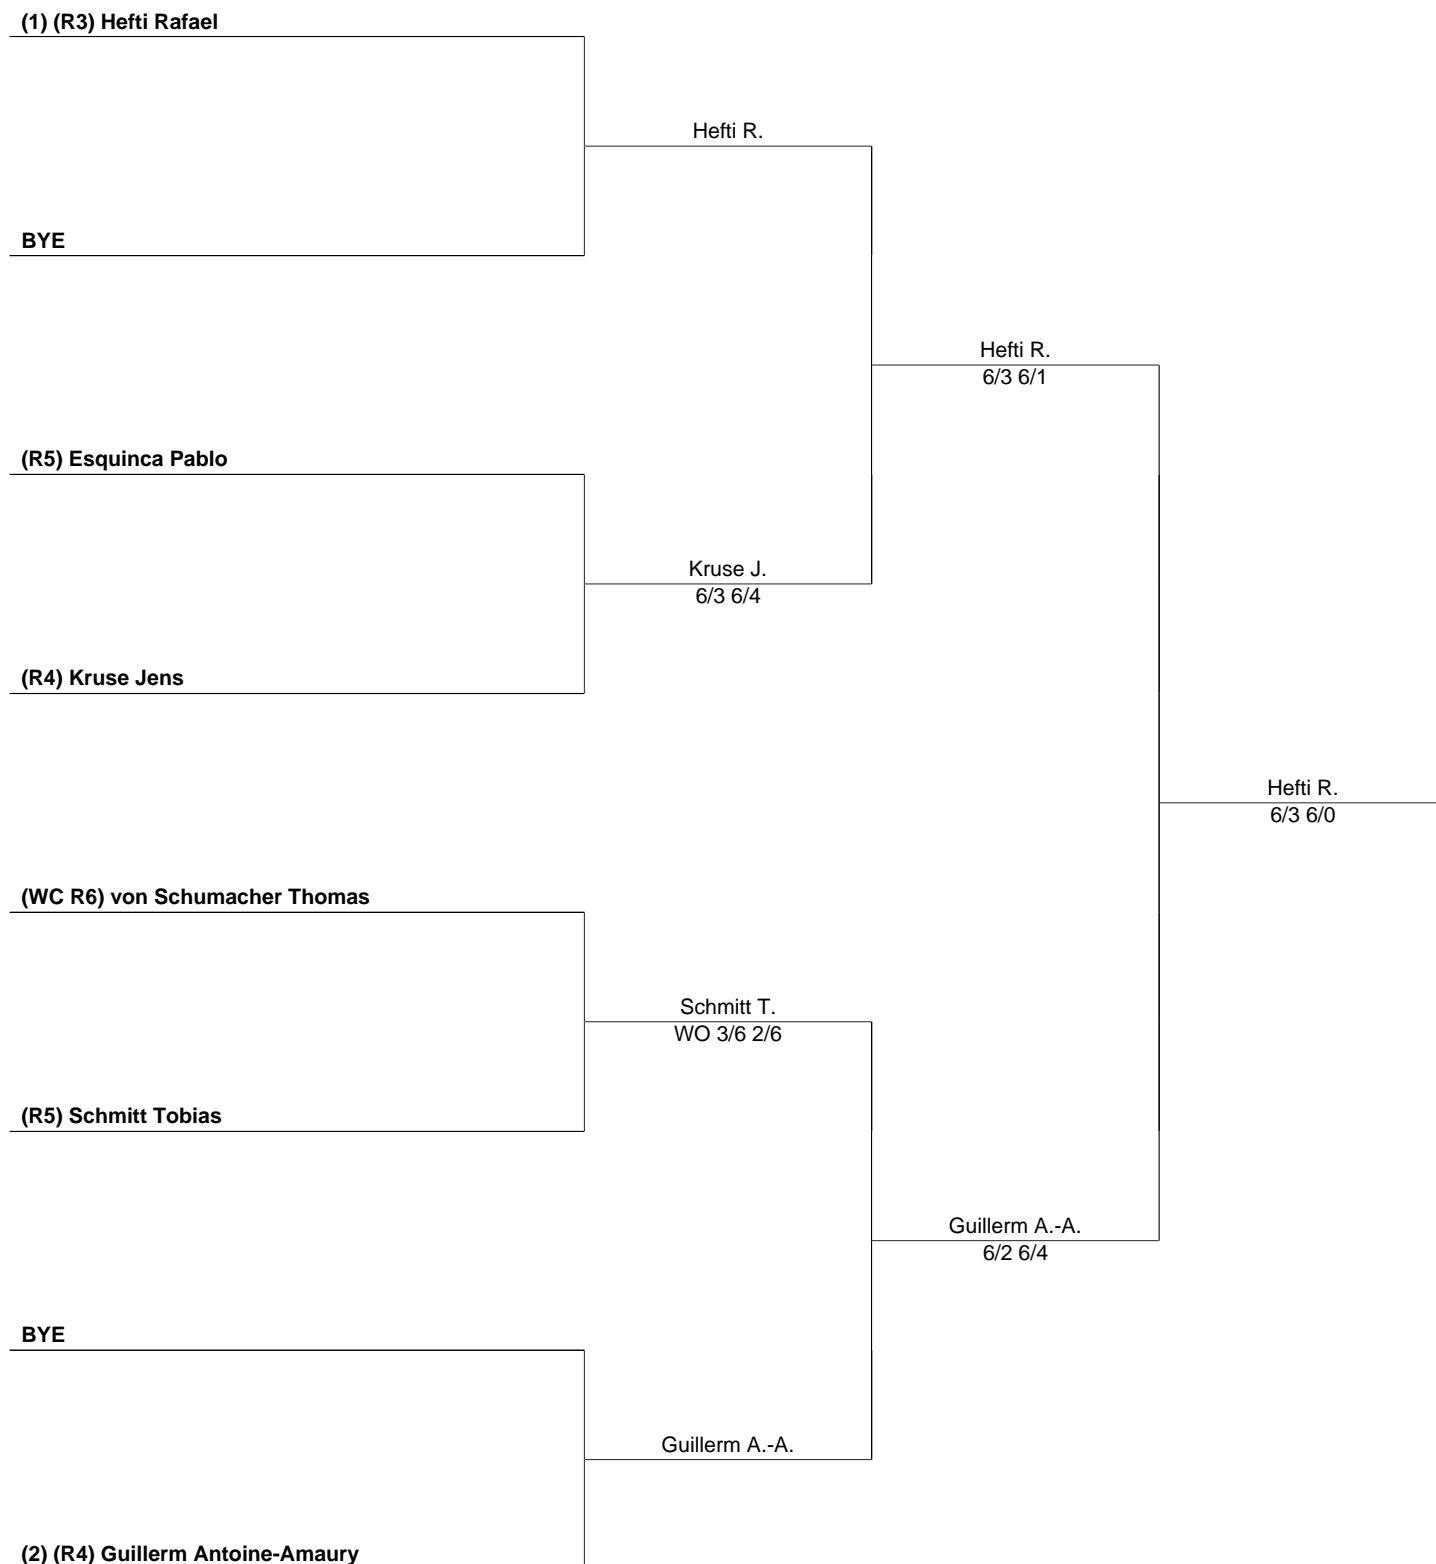 (1) (R3) Hefti Rafael
Hefti R.
BYE
Hefti R.
6/3 6/1
(R5) Esquinca Pablo
Kruse J.
6/3 6/4
(R4) Kruse Jens
Hefti R.
6/3 6/0
(WC R6) von Schumacher Thomas
Schmitt T.
WO 3/6 2/6
(R5) Schmitt Tobias
Guillerm A.-A.
6/2 6/4
BYE
Guillerm A.-A.
(2) (R4) Guillerm Antoine-Amaury